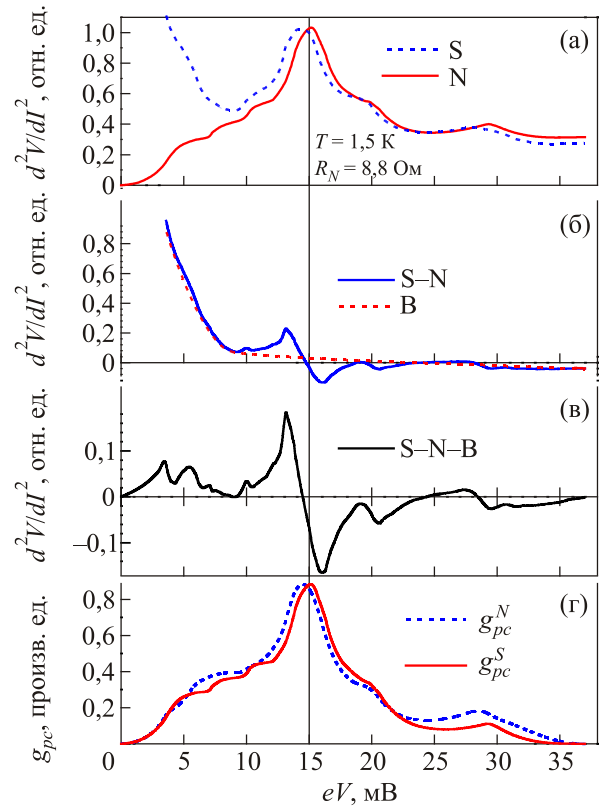 d²V/dI², отн. ед.
1,0
0,8
0,6
0,4
0,2
0
(а)
S
N
T = 1,5 К
R_N = 8,8 Ом
d²V/dI², отн. ед.
0,8
0,6
0,4
0,2
0
(б)
S–N
B
d²V/dI², отн. ед.
0,1
0
–0,1
(в)
S–N–B
g_pc, произв. ед.
0,8
0,6
0,4
0,2
0
(г)
g_pc^N
g_pc^S
0 5 10 15 20 25 30 35
eV, мВ